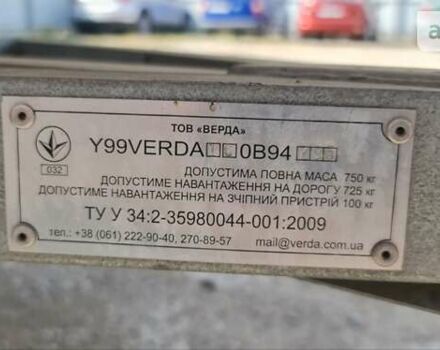 ТОВ «ВЕРДА»
032
Y99VERDA 0B94
ДОПУСТИМА ПОВНА МАСА 750 кг
ДОПУСТИМЕ НАВАНТАЖЕННЯ НА ДОРОГУ 725 кг
ДОПУСТИМЕ НАВАНТАЖЕННЯ НА ЗЧІПНИЙ ПРИСТРІЙ 100 кг
ТУ У 34:2-35980044-001:2009
тел.: +38 (061) 222-90-40, 270-89-57 mail@verda.com.ua